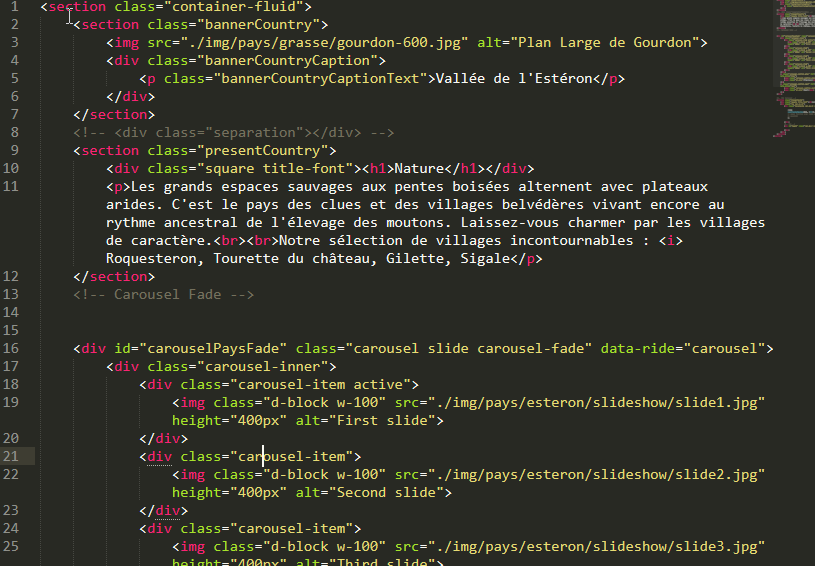 1 <section class="container-fluid">
2 <section class="bannerCountry">
3 <img src="./img/pays/grasse/gourdon-600.jpg" alt="Plan Large de Gourdon">
4 <div class="bannerCountryCaption">
5 <p class="bannerCountryCaptionText">Vallée de l'Estéron</p>
6 </div>
7 </section>
8 <!-- <div class="separation"></div> -->
9 <section class="presentCountry">
10 <div class="square title-font"><h1>Nature</h1></div>
11 <p>Les grands espaces sauvages aux pentes boisées alternent avec plateaux
arides. C'est le pays des clues et des villages belvédères vivant encore au
rythme ancestral de l'élevage des moutons. Laissez-vous charmer par les villages
de caractère.<br><br>Notre sélection de villages incontournables : <i>
Roquesteron, Tourette du château, Gilette, Sigale</p>
12 </section>
13 <!-- Carousel Fade -->
14
15
16 <div id="carouselPaysFade" class="carousel slide carousel-fade" data-ride="carousel">
17 <div class="carousel-inner">
18 <div class="carousel-item active">
19 <img class="d-block w-100" src="./img/pays/esteron/slideshow/slide1.jpg"
height="400px" alt="First slide">
20 </div>
21 <div class="carousel-item">
22 <img class="d-block w-100" src="./img/pays/esteron/slideshow/slide2.jpg"
height="400px" alt="Second slide">
23 </div>
24 <div class="carousel-item">
25 <img class="d-block w-100" src="./img/pays/esteron/slideshow/slide3.jpg"
height="400px" alt="Third slide">